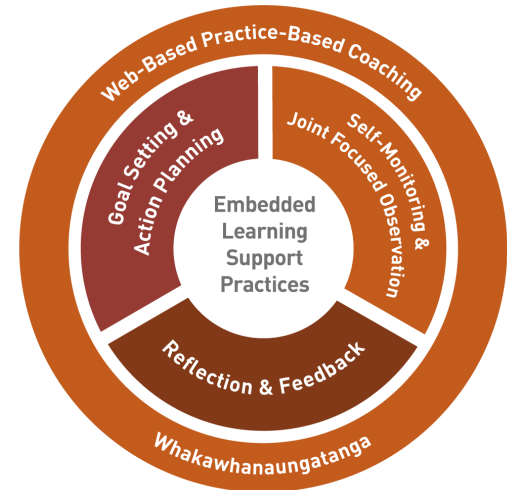 Web-Based Practice-Based Coaching
Goal Setting &
Action Planning
Self-Monitoring &
Joint Focused Observation
Embedded
Learning
Support
Practices
Reflection & Feedback
Whakawhanaungatanga